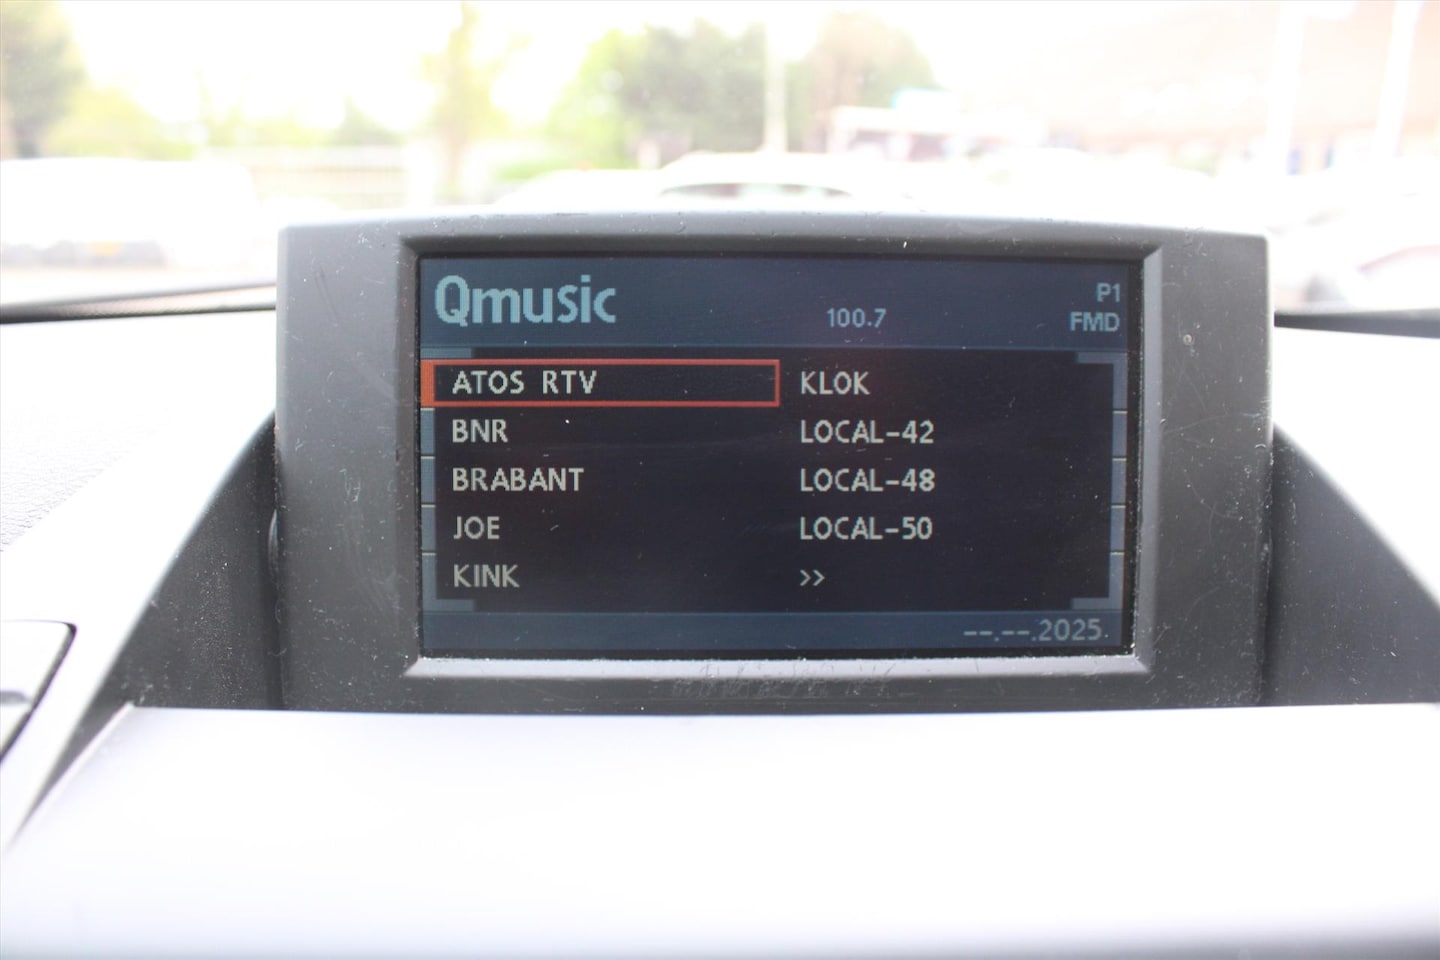 Qmusic
100.7
P1
FMD
ATOS RTV
BNR
BRABANT
JOE
KINK
KLOK
LOCAL-42
LOCAL-48
LOCAL-50
>>
--.--.2025